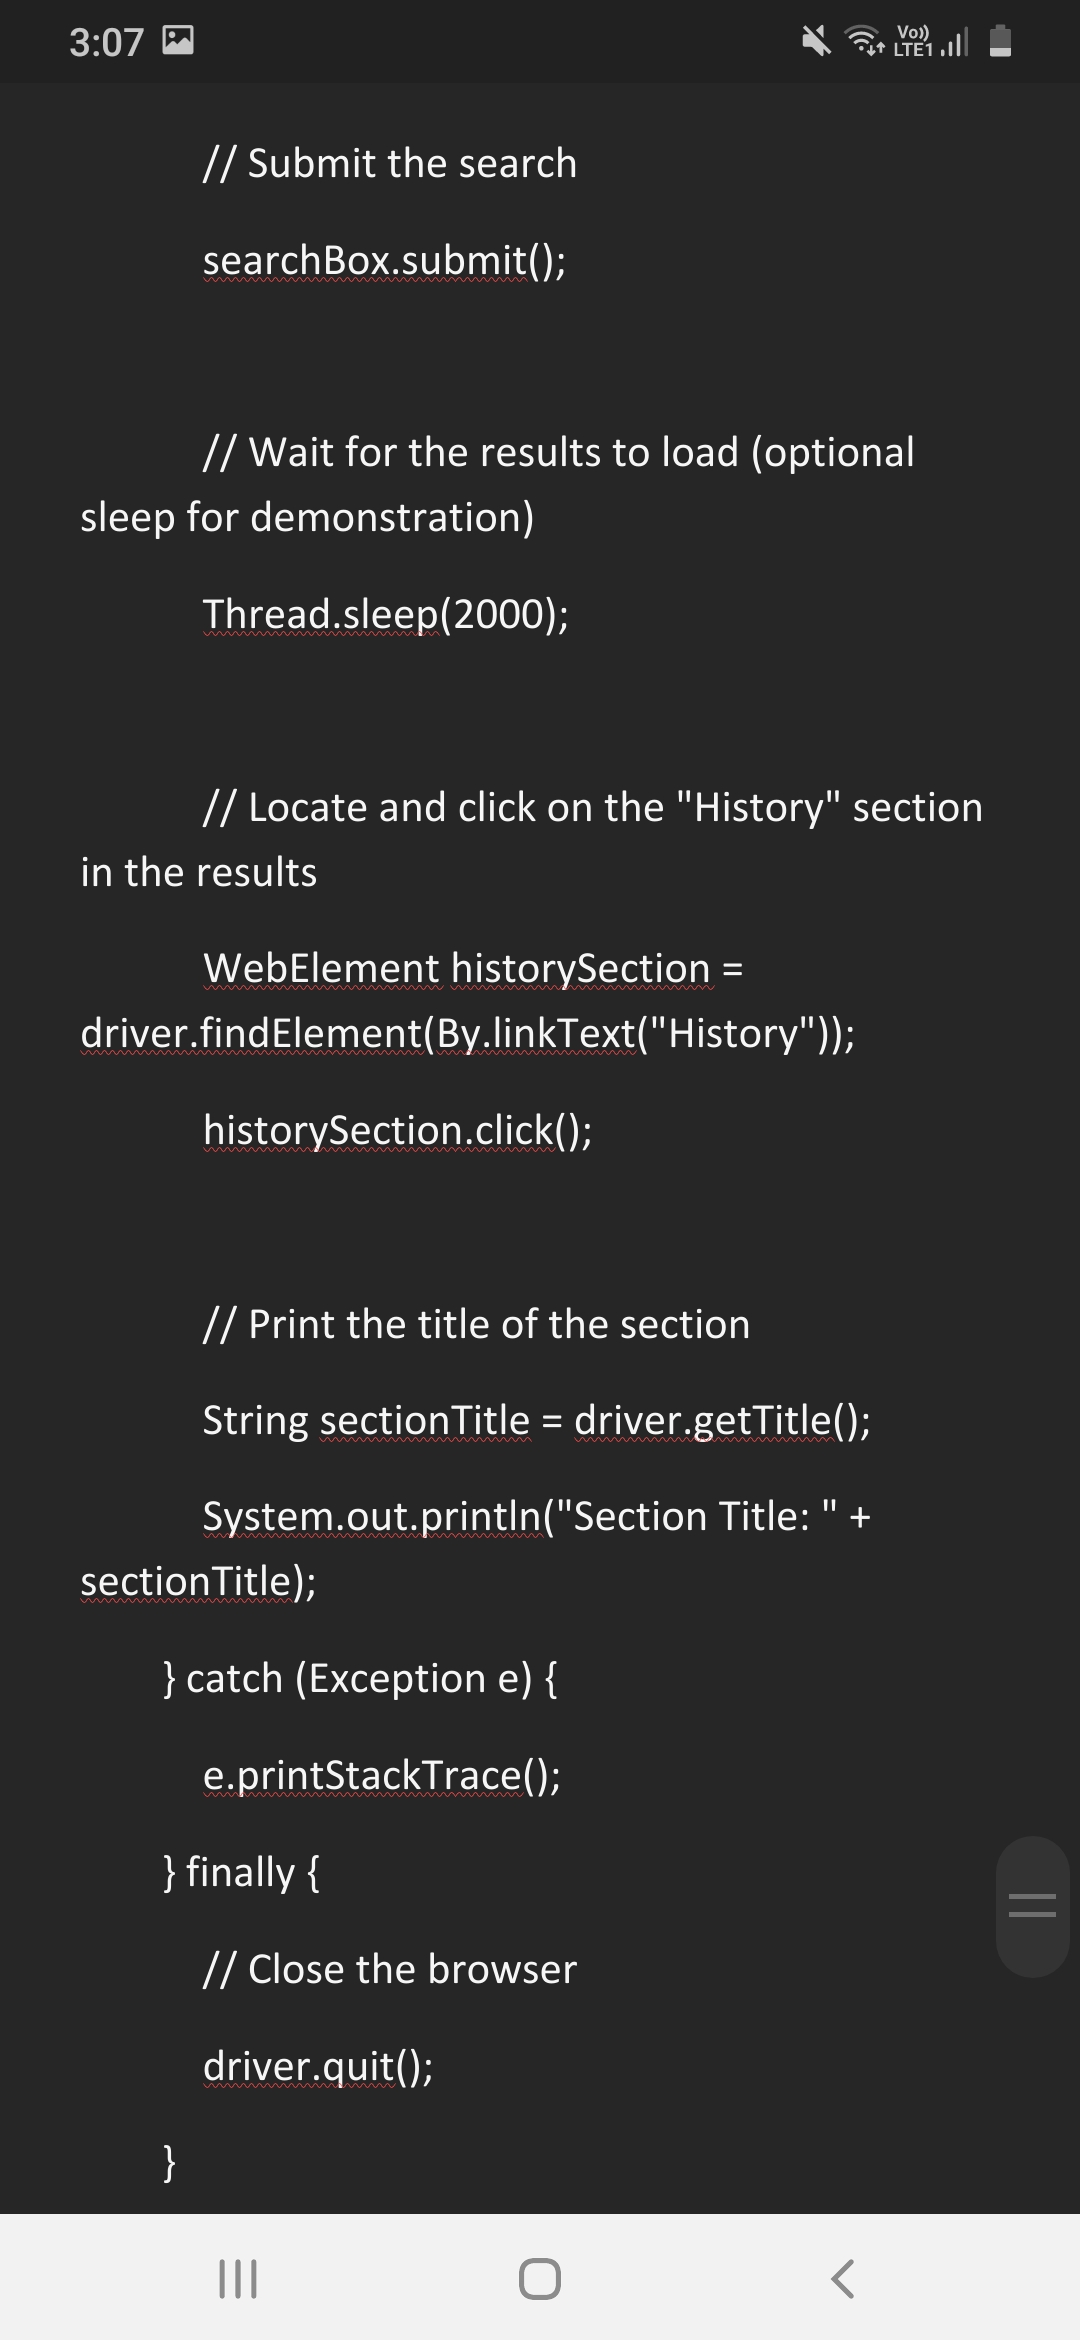 3:07
Vo))
LTE1
// Submit the search
searchBox.submit();
// Wait for the results to load (optional
sleep for demonstration)
Thread.sleep(2000);
// Locate and click on the "History" section
in the results
WebElement historySection =
driver.findElement(By.linkText("History"));
historySection.click();
// Print the title of the section
String sectionTitle = driver.getTitle();
System.out.println("Section Title: " +
sectionTitle);
} catch (Exception e) {
e.printStackTrace();
} finally {
// Close the browser
driver.quit();
}